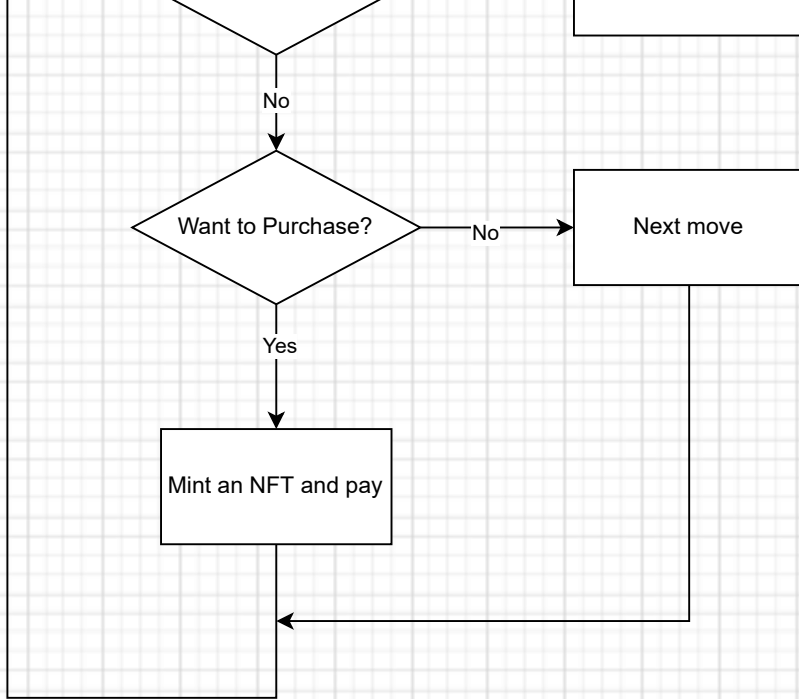 No
Want to Purchase?
No
Next move
Yes
Mint an NFT and pay